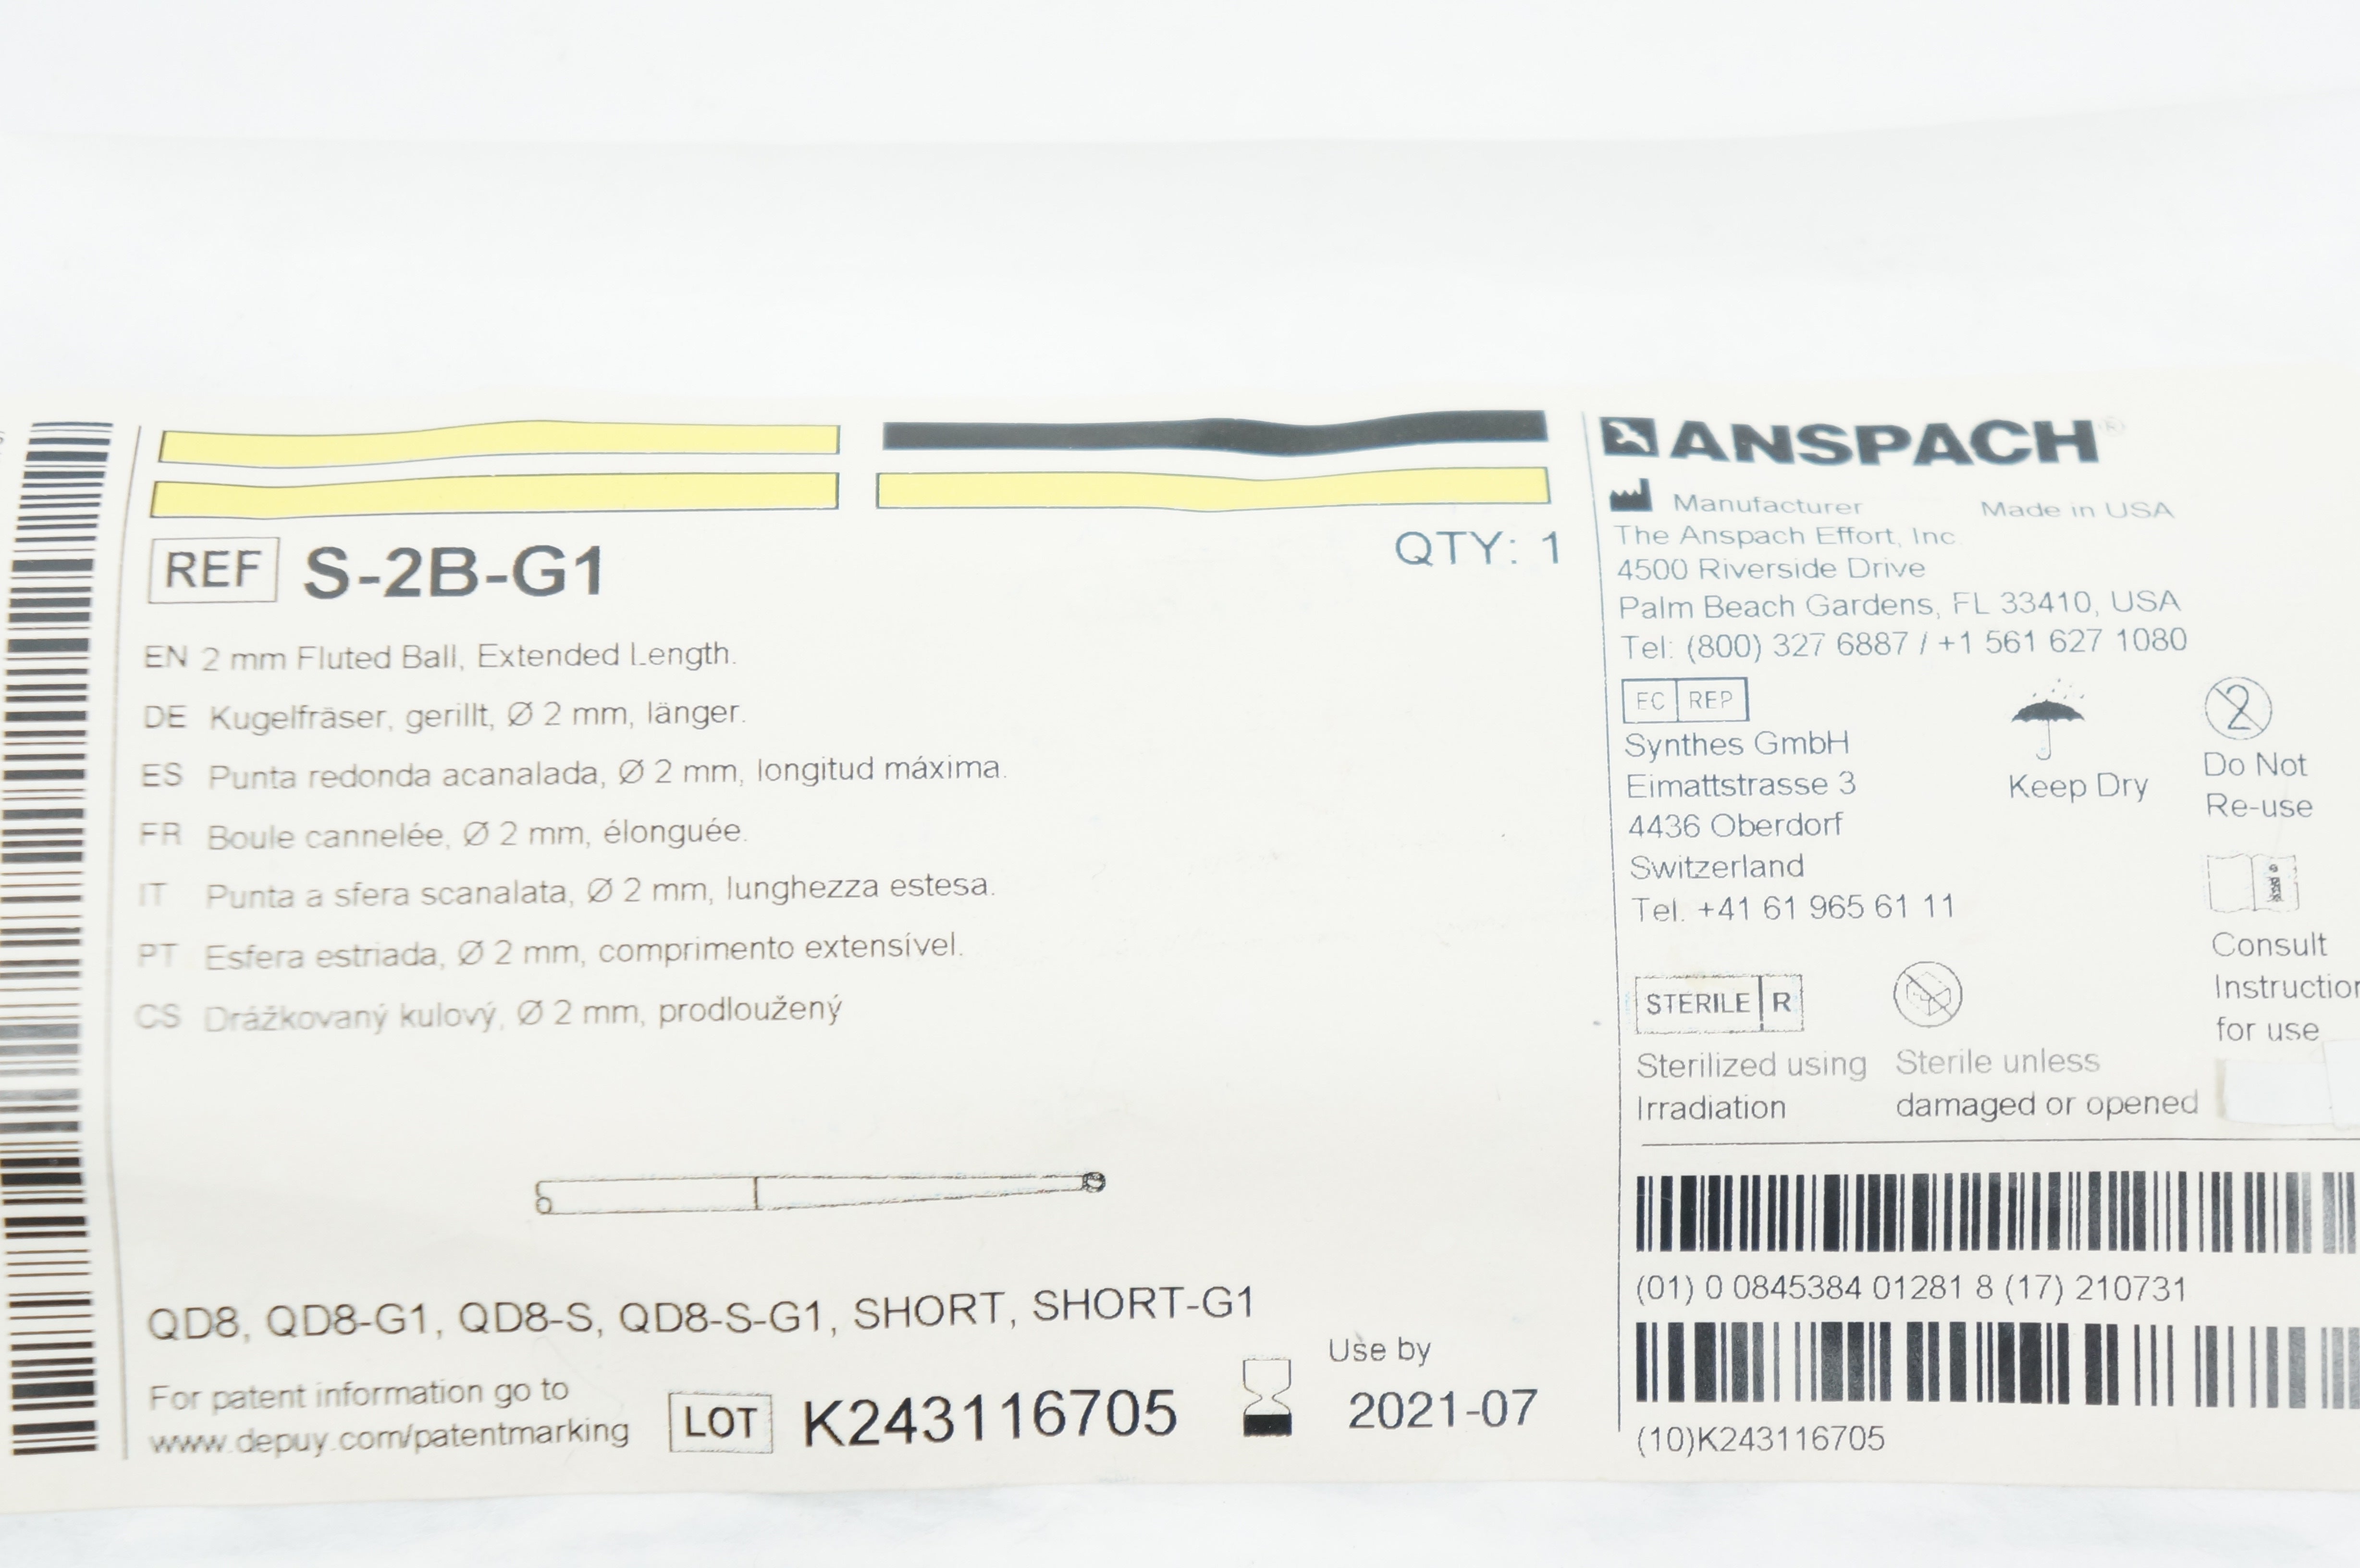 REF S-2B-G1
QTY: 1
EN 2 mm Fluted Ball, Extended Length.
DE Kugelfräser, gerillt, Ø 2 mm, länger.
ES Punta redonda acanalada, Ø 2 mm, longitud máxima.
FR Boule cannelée, Ø 2 mm, élonguée.
IT Punta a sfera scanalata, Ø 2 mm, lunghezza estesa.
PT Esfera estriada, Ø 2 mm, comprimento extensível.
CS Drážkovaný kulový, Ø 2 mm, prodloužený
QD8, QD8-G1, QD8-S, QD8-S-G1, SHORT, SHORT-G1
For patent information go to
www.depuy.com/patentmarking
LOT K243116705
Use by
2021-07
ANSPACH®
Manufacturer Made in USA
The Anspach Effort, Inc.
4500 Riverside Drive
Palm Beach Gardens, FL 33410, USA
Tel: (800) 327 6887 / +1 561 627 1080
EC REP
Synthes GmbH
Eimattstrasse 3
4436 Oberdorf
Switzerland
Tel. +41 61 965 61 11
Keep Dry
2
Do Not
Re-use
Consult
Instruction
for use
STERILE R
Sterilized using
Irradiation
Sterile unless
damaged or opened
(01) 0 0845384 01281 8 (17) 210731
(10)K243116705